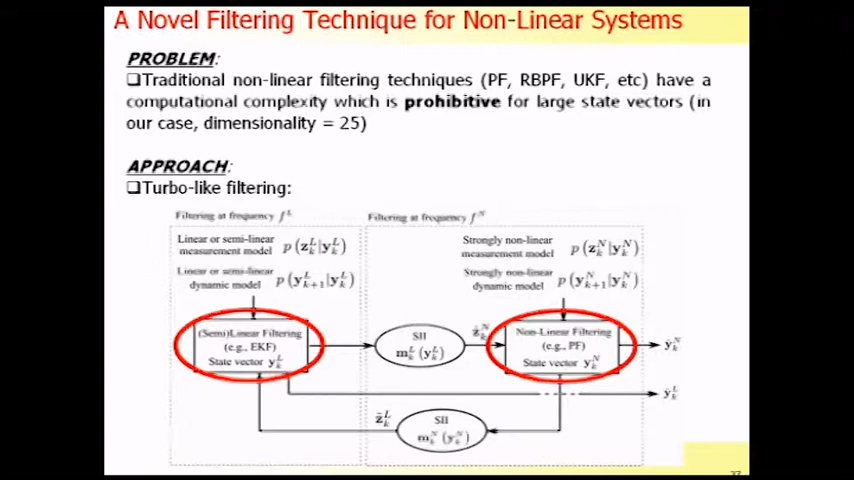 A Novel Filtering Technique for Non-Linear Systems
PROBLEM:
❑Traditional non-linear filtering techniques (PF, RBPF, UKF, etc) have a
computational complexity which is prohibitive for large state vectors (in
our case, dimensionality = 25)
APPROACH:
❑Turbo-like filtering:
Filtering at frequency f^L
Filtering at frequency f^N
Linear or semi-linear
measurement model p(z_k^L|y_k^L)
Linear or semi-linear
dynamic model p(y_{k+1}^L|y_k^L)
Strongly non-linear
measurement model p(z_k^N|y_k^N)
Strongly non-linear
dynamic model p(y_{k+1}^N|y_k^N)
(Semi)Linear Filtering
(e.g., EKF)
State vector y_k^L
SII
m_k^L(y_k^L)
z̃_k^N
Non-Linear Filtering
(e.g., PF)
State vector y_k^N
ŷ_k^N
ŷ_k^L
z̃_k^L
SII
m_k^N(y_k^N)